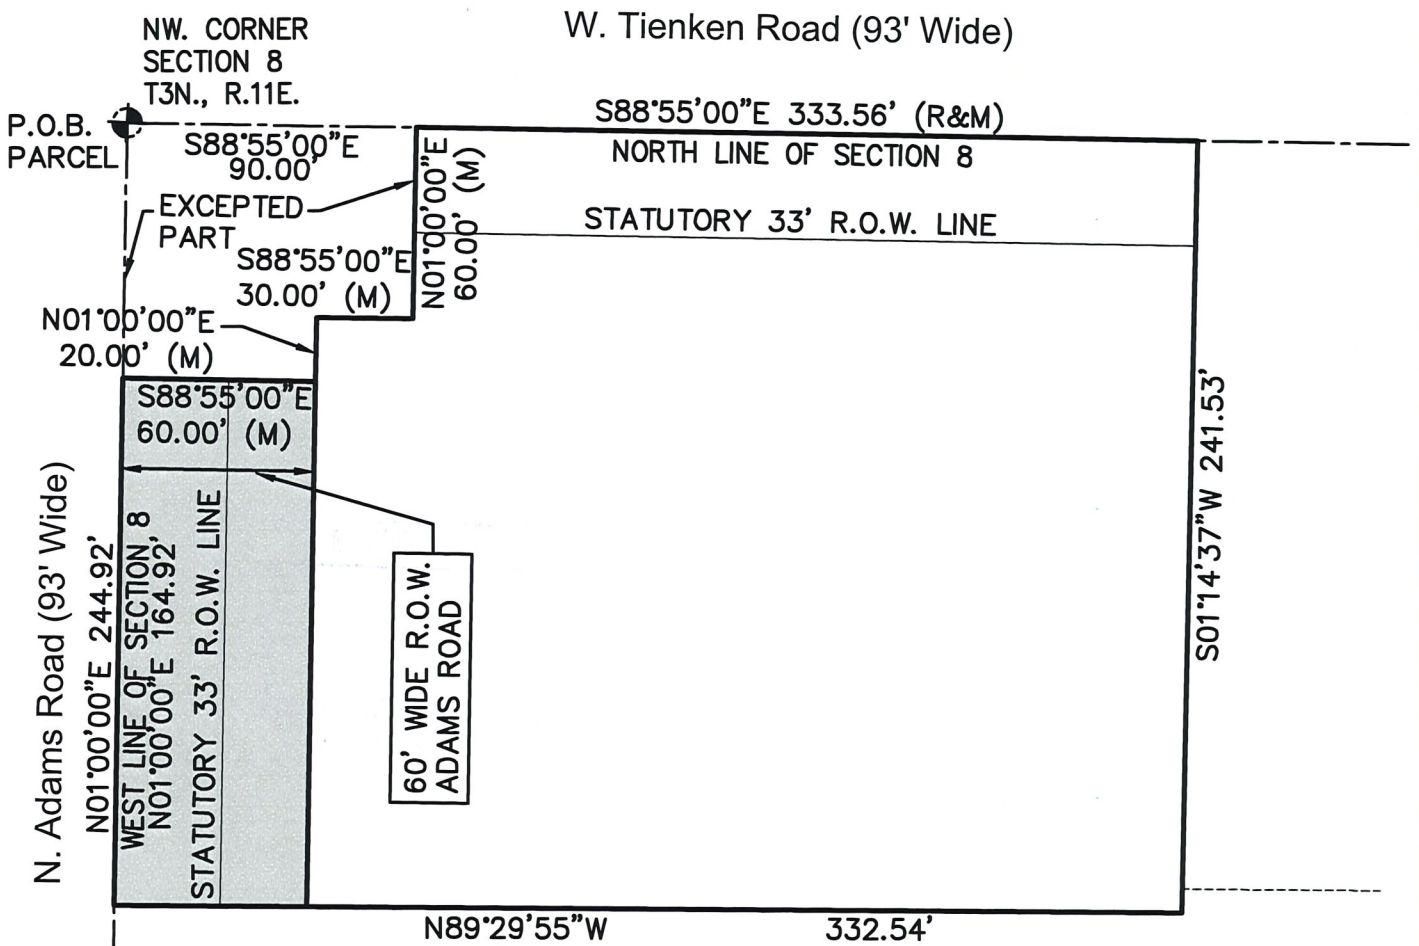 W. Tienken Road (93' Wide)
NW. CORNER
SECTION 8
T3N., R.11E.
P.O.B.
PARCEL
S88°55'00"E 333.56' (R&M)
NORTH LINE OF SECTION 8
S88°55'00"E
90.00'
EXCEPTED
PART
N01°00'00"E
60.00' (M)
STATUTORY 33' R.O.W. LINE
S88°55'00"E
30.00' (M)
N01°00'00"E
20.00' (M)
S88°55'00"E
60.00' (M)
N. Adams Road (93' Wide)
N01°00'00"E 244.92'
WEST LINE OF SECTION 8
N01°00'00"E 164.92'
STATUTORY 33' R.O.W. LINE
60' WIDE R.O.W.
ADAMS ROAD
S01°14'37"W 241.53'
N89°29'55"W 332.54'